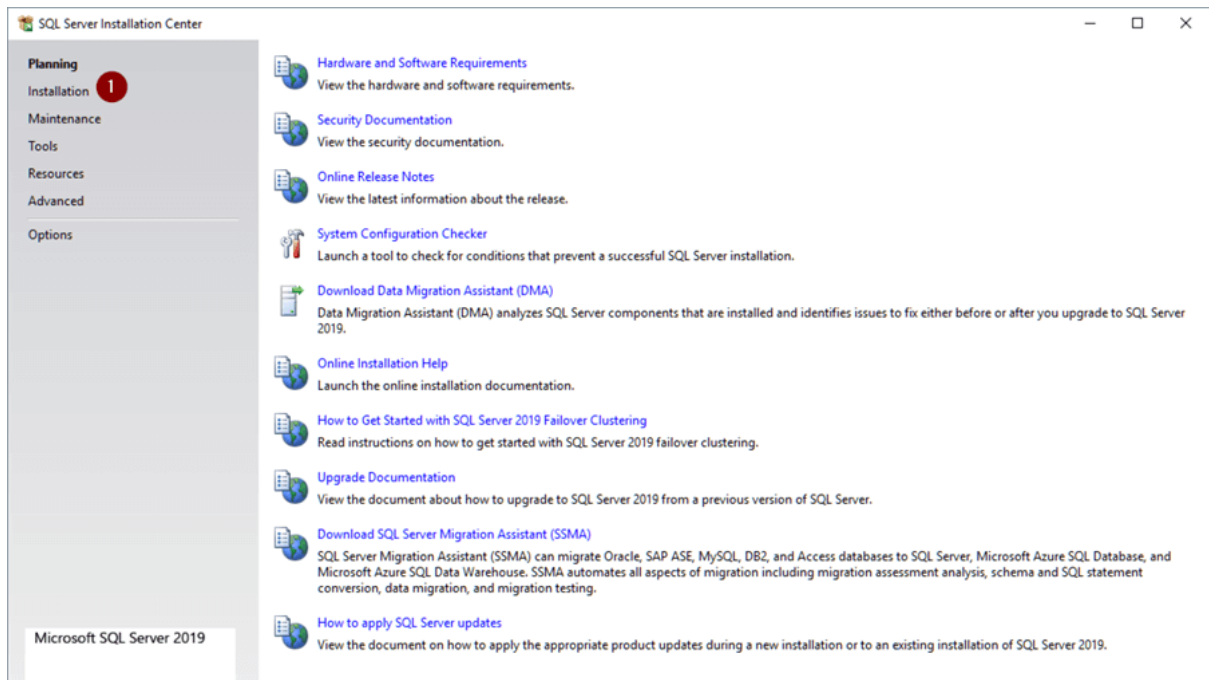 SQL Server Installation Center
Planning
Installation 1
Maintenance
Tools
Resources
Advanced
Options
Microsoft SQL Server 2019
Hardware and Software Requirements
View the hardware and software requirements.
Security Documentation
View the security documentation.
Online Release Notes
View the latest information about the release.
System Configuration Checker
Launch a tool to check for conditions that prevent a successful SQL Server installation.
Download Data Migration Assistant (DMA)
Data Migration Assistant (DMA) analyzes SQL Server components that are installed and identifies issues to fix either before or after you upgrade to SQL Server
2019.
Online Installation Help
Launch the online installation documentation.
How to Get Started with SQL Server 2019 Failover Clustering
Read instructions on how to get started with SQL Server 2019 failover clustering.
Upgrade Documentation
View the document about how to upgrade to SQL Server 2019 from a previous version of SQL Server.
Download SQL Server Migration Assistant (SSMA)
SQL Server Migration Assistant (SSMA) can migrate Oracle, SAP ASE, MySQL, DB2, and Access databases to SQL Server, Microsoft Azure SQL Database, and
Microsoft Azure SQL Data Warehouse. SSMA automates all aspects of migration including migration assessment analysis, schema and SQL statement
conversion, data migration, and migration testing.
How to apply SQL Server updates
View the document on how to apply the appropriate product updates during a new installation or to an existing installation of SQL Server 2019.